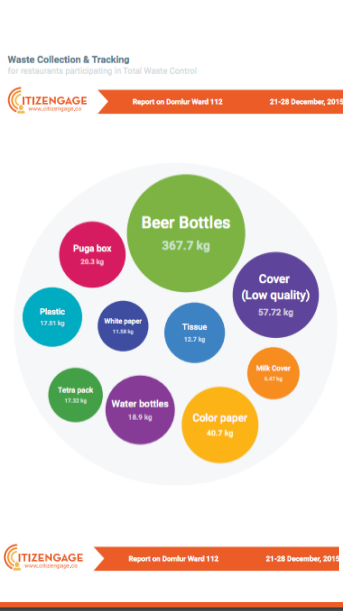 Waste Collection & Tracking
for restaurants participating in Total Waste Control
CITIZENGAGE
www.citizengage.co
Report on Domlur Ward 112
21-28 December, 2015
Beer Bottles
367.7 kg
Puga box
20.3 kg
Cover
(Low quality)
57.72 kg
Plastic
17.51 kg
White paper
11.58 kg
Tissue
12.7 kg
Milk Cover
6.47 kg
Tetra pack
17.32 kg
Water bottles
18.9 kg
Color paper
40.7 kg
CITIZENGAGE
www.citizengage.co
Report on Domlur Ward 112
21-28 December, 2015